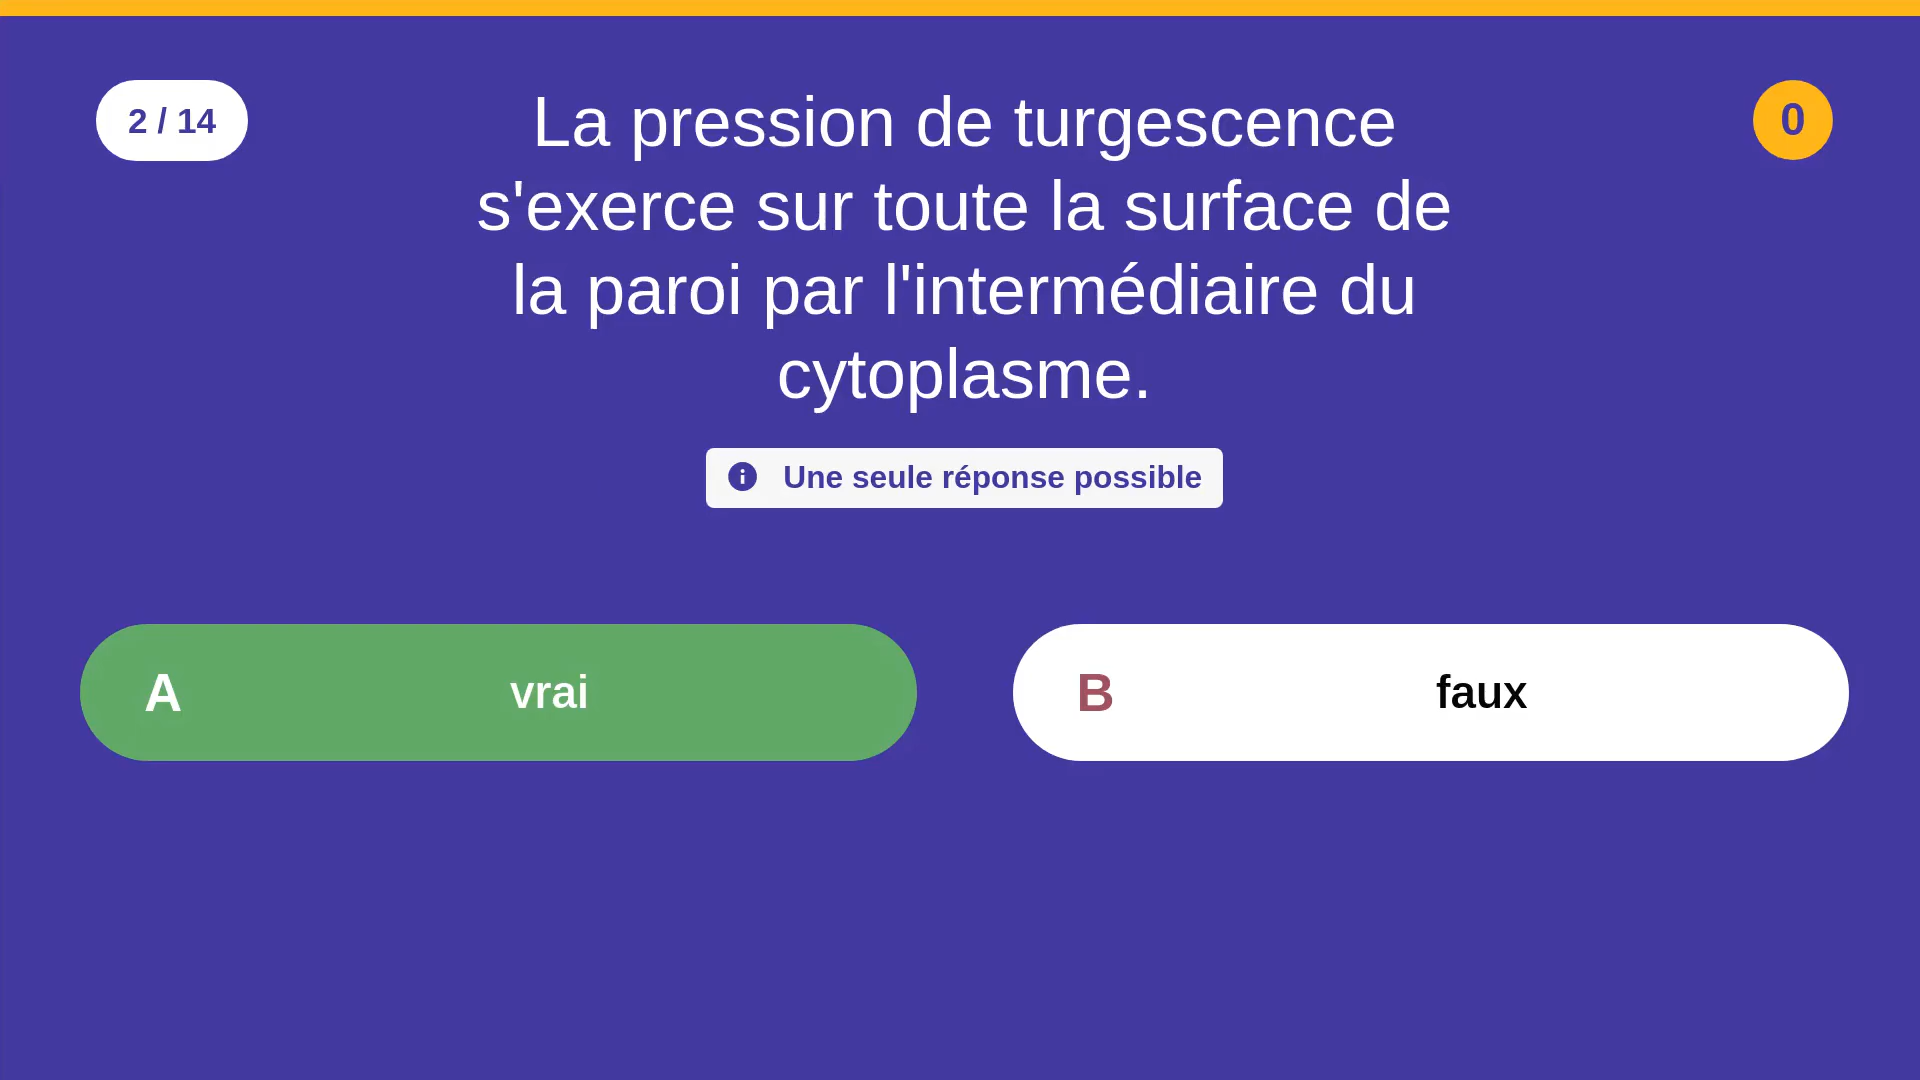 2 / 14
La pression de turgescence
s'exerce sur toute la surface de
la paroi par l'intermédiaire du
cytoplasme.
0
Une seule réponse possible
A vrai
B faux